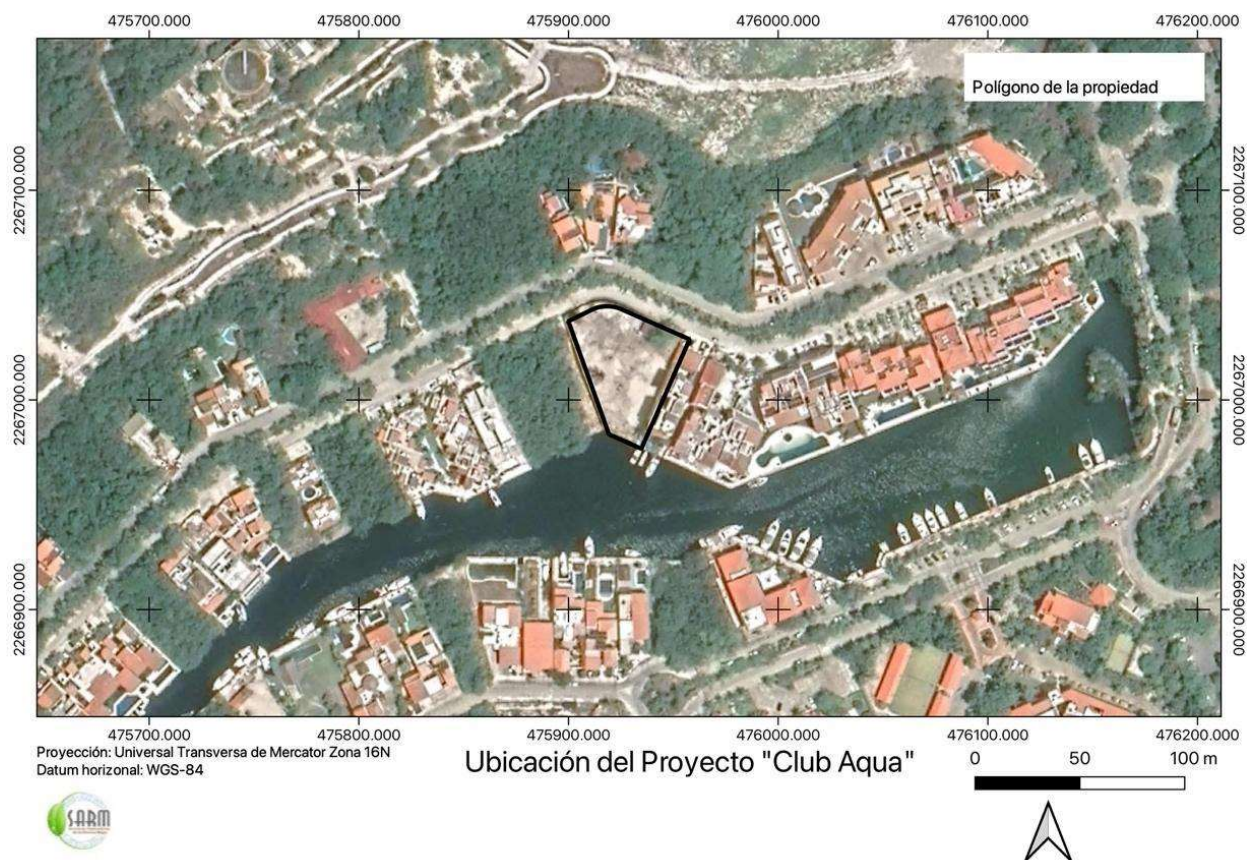 475700.000 475800.000 475900.000 476000.000 476100.000 476200.000
Polígono de la propiedad
2267100.000 2267100.000
2267000.000 2267000.000
2266900.000 2266900.000
475700.000 475800.000 475900.000 476000.000 476100.000 476200.000
Proyección: Universal Transversa de Mercator Zona 16N
Datum horizonal: WGS-84
Ubicación del Proyecto "Club Aqua"
0 50 100 m
SARM